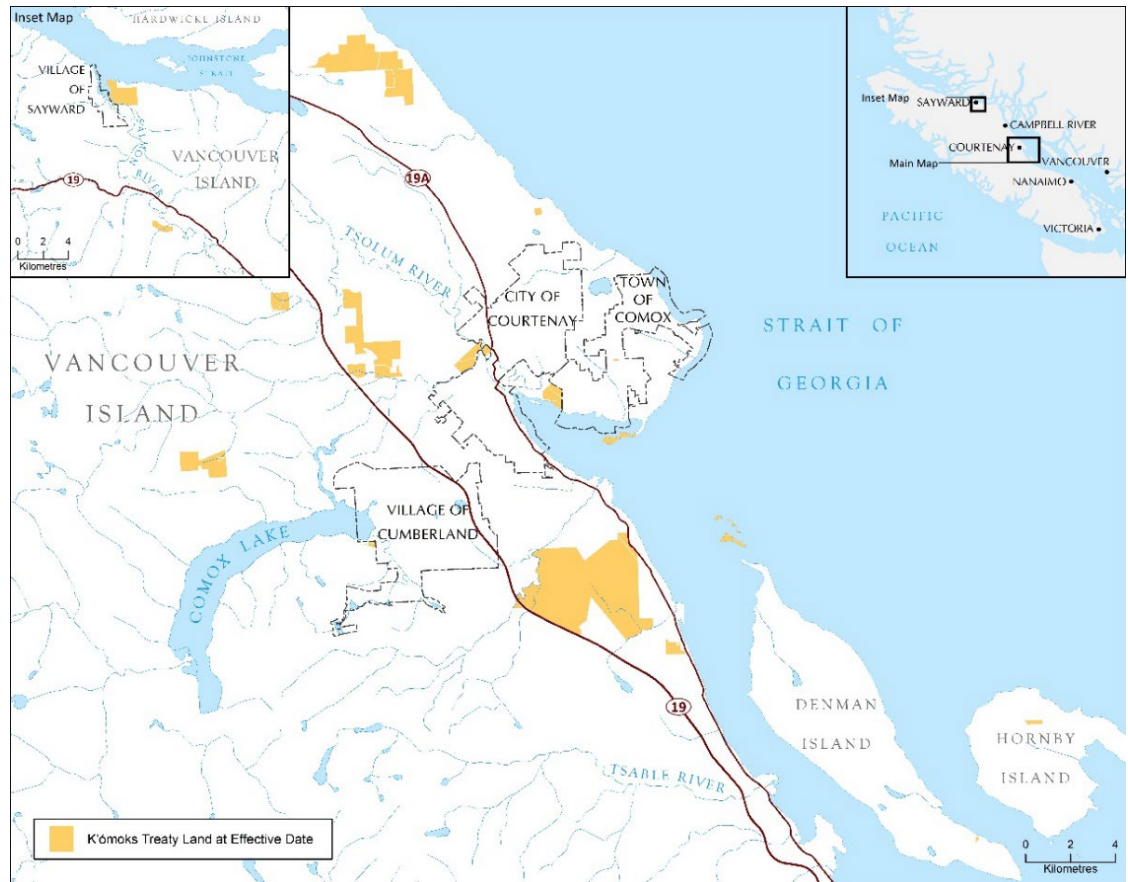 Inset Map
HARDWICKE ISLAND
JOHNSTONE
STRAIT
VILLAGE
OF
SAYWARD
VANCOUVER
ISLAND
RIVER
19
0 2 4
Kilometres
19A
TSOLUM RIVER
CITY OF
COURTENAY
TOWN
OF
COMOX
STRAIT OF
GEORGIA
VANCOUVER
ISLAND
VILLAGE OF
CUMBERLAND
COMOX LAKE
19
DENMAN
ISLAND
HORNBY
ISLAND
TSABLE RIVER
K'ómoks Treaty Land at Effective Date
0 2 4
Kilometres
Inset Map
SAYWARD
CAMPBELL RIVER
COURTENAY
Main Map
VANCOUVER
NANAIMO
PACIFIC
OCEAN
VICTORIA